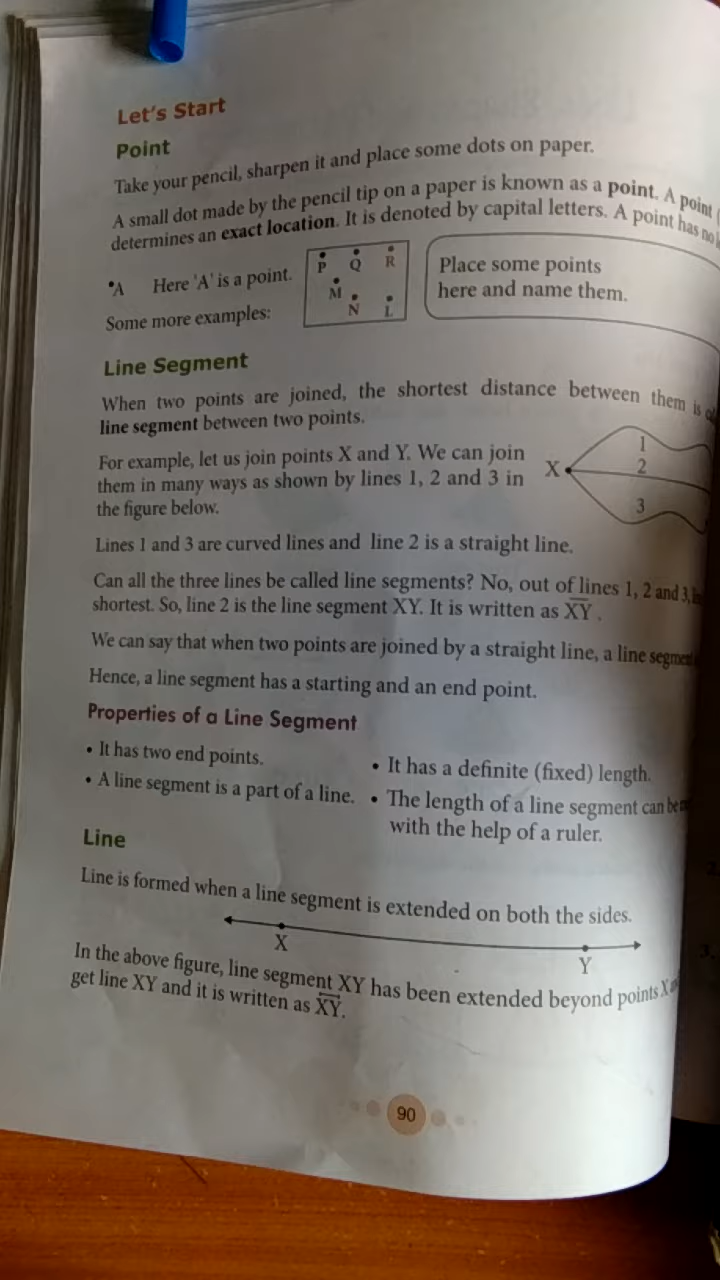 Let's Start
Point
Take your pencil, sharpen it and place some dots on paper.
A small dot made by the pencil tip on a paper is known as a point. A point
determines an exact location. It is denoted by capital letters. A point has no
•A Here 'A' is a point.
Some more examples:
P Q R
M
N L
Place some points
here and name them.
Line Segment
When two points are joined, the shortest distance between them is
line segment between two points.
For example, let us join points X and Y. We can join
them in many ways as shown by lines 1, 2 and 3 in
the figure below.
X
1
2
3
Lines 1 and 3 are curved lines and line 2 is a straight line.
Can all the three lines be called line segments? No, out of lines 1, 2 and 3,
shortest. So, line 2 is the line segment XY. It is written as X̅Y̅.
We can say that when two points are joined by a straight line, a line segment
Hence, a line segment has a starting and an end point.
Properties of a Line Segment
• It has two end points.
• A line segment is a part of a line.
• It has a definite (fixed) length.
• The length of a line segment can be
with the help of a ruler.
Line
Line is formed when a line segment is extended on both the sides.
X
Y
In the above figure, line segment XY has been extended beyond points X
get line XY and it is written as X⃡Y.
90